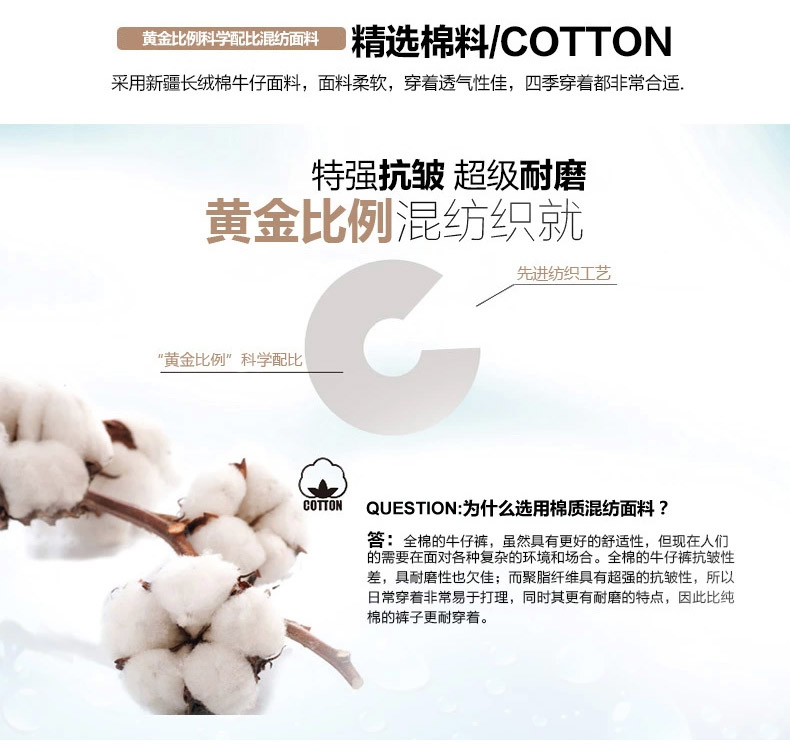 黄金比例科学配比混纺面料 精选棉料/COTTON
采用新疆长绒棉牛仔面料，面料柔软，穿着透气性佳，四季穿着都非常合适.
特强抗皱 超级耐磨
黄金比例混纺织就
先进纺织工艺
“黄金比例”科学配比
COTTON
QUESTION:为什么选用棉质混纺面料？
答：全棉的牛仔裤，虽然具有更好的舒适性，但现在人们
的需要在面对各种复杂的环境和场合。全棉的牛仔裤抗皱性
差，具耐磨性也欠佳；而聚脂纤维具有超强的抗皱性，所以
日常穿着非常易于打理，同时其更有耐磨的特点，因此比纯
棉的裤子更耐穿着。